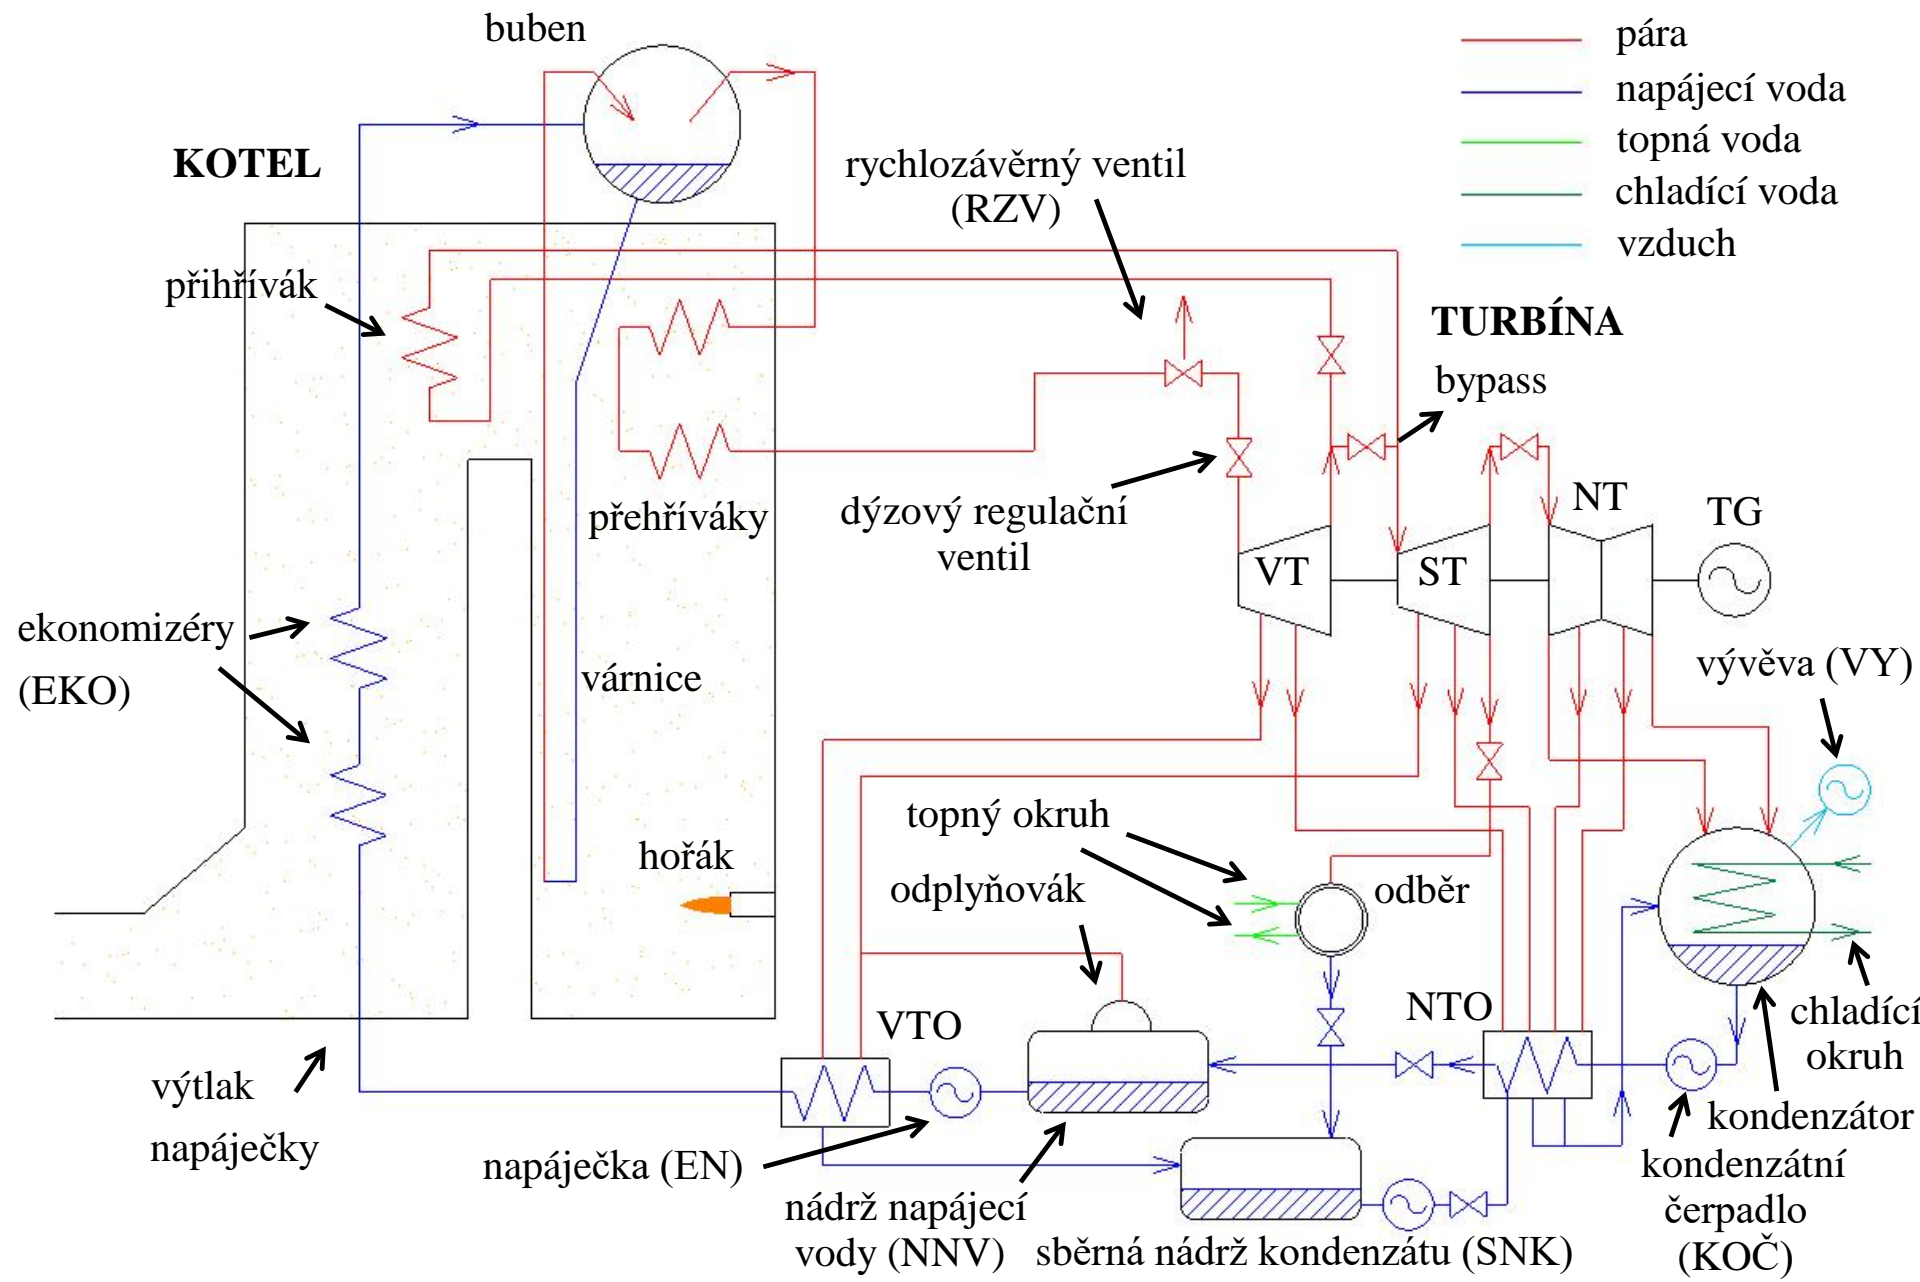 buben
pára
napájecí voda
topná voda
chladící voda
vzduch
KOTEL
rychlozávěrný ventil
(RZV)
přihřívák
TURBÍNA
bypass
přehříváky
dýzový regulační
ventil
NT
TG
VT
ST
ekonomizéry
(EKO)
várnice
vývěva (VY)
topný okruh
hořák
odplyňovák
odběr
VTO
NTO
chladící
okruh
výtlak
napáječky
napáječka (EN)
kondenzátor
nádrž napájecí
vody (NNV)
sběrná nádrž kondenzátu (SNK)
kondenzátní
čerpadlo
(KOČ)